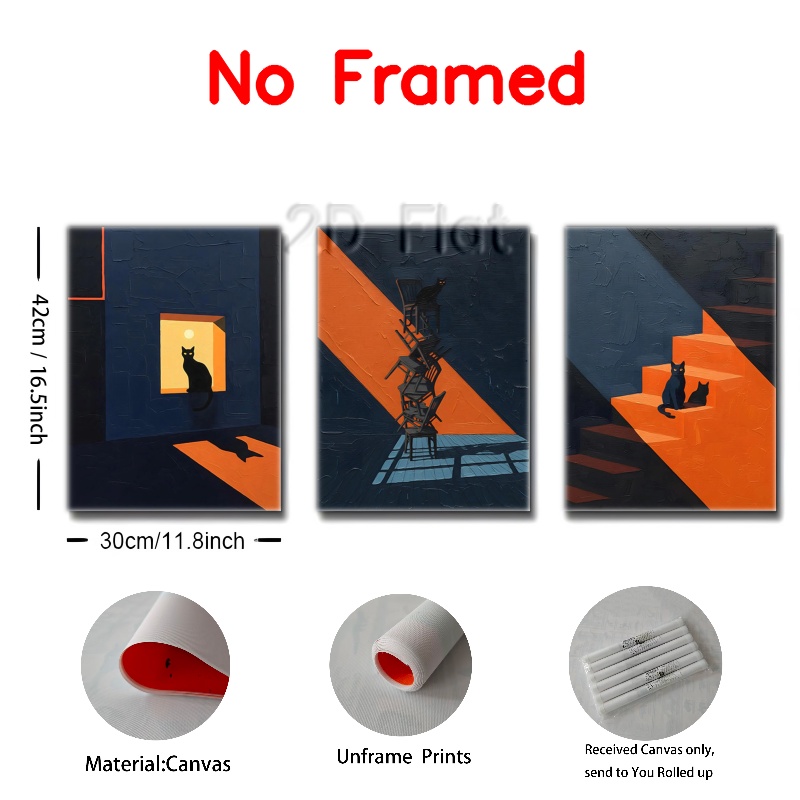 No Framed
2D Flat
42cm / 16.5inch
30cm/11.8inch
Material:Canvas
Unframe Prints
Received Canvas only,
send to You Rolled up